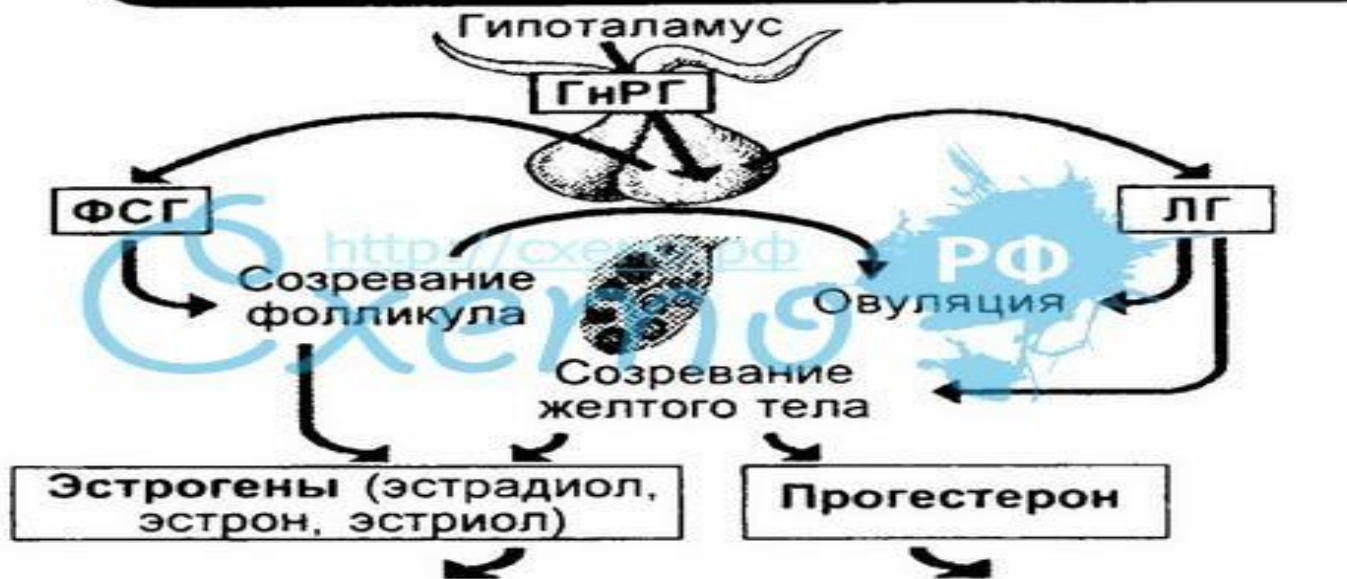 Гипоталамус
ГнРГ
ФСГ
ЛГ
http://схемо.рф
РФ
Схемо
Созревание
фолликула
Овуляция
Созревание
желтого тела
Эстрогены (эстрадиол,
эстрон, эстриол)
Прогестерон